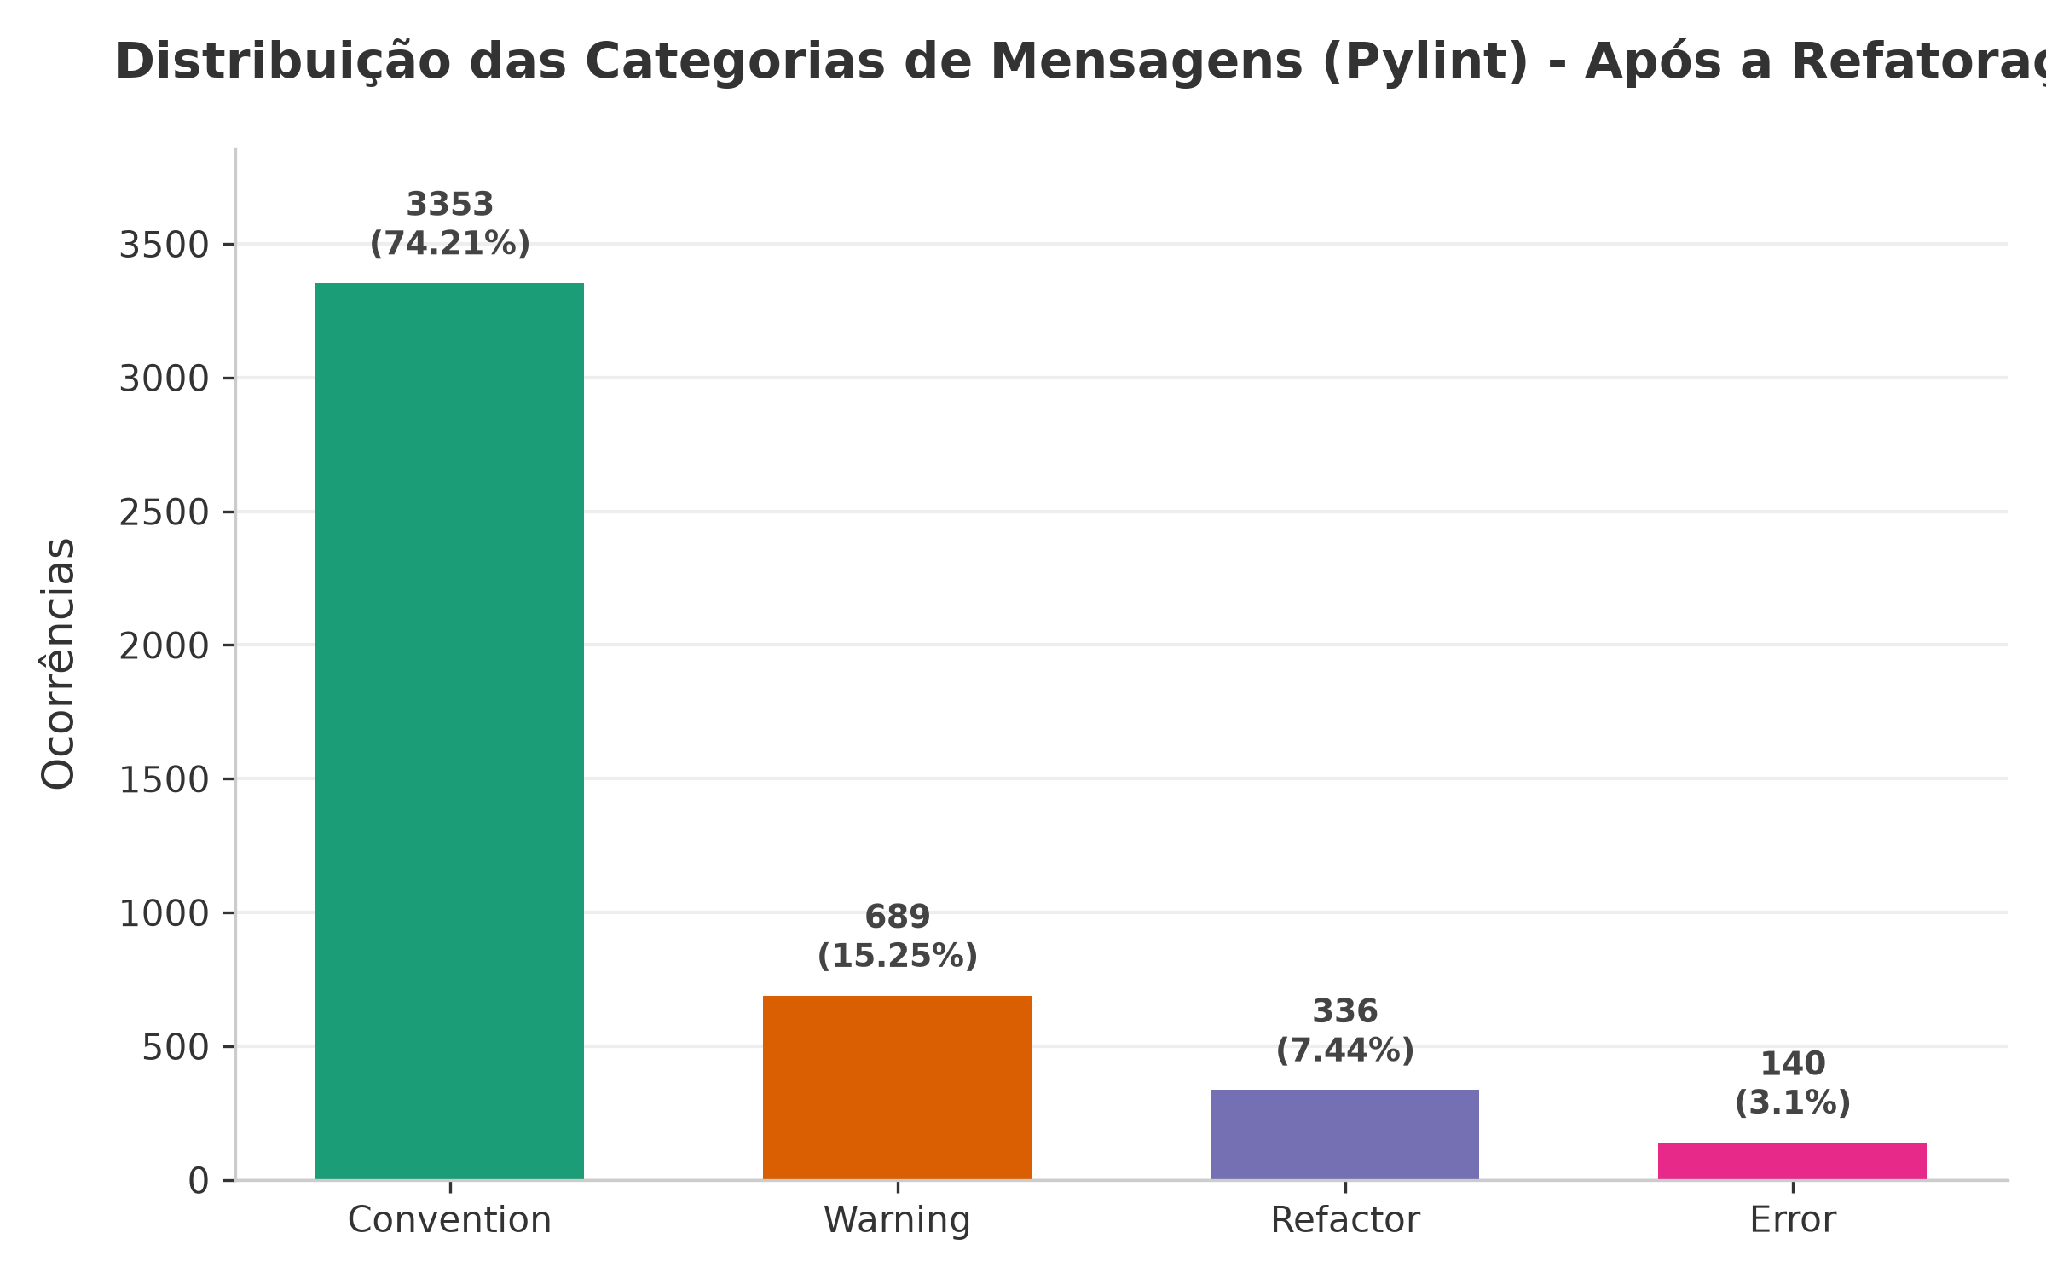 Distribuição das Categorias de Mensagens (Pylint) - Após a Refatoraç
3353
(74.21%)
3500
3000
2500
2000
1500
1000
500
0
Ocorrências
689
(15.25%)
336
(7.44%)
140
(3.1%)
Convention
Warning
Refactor
Error